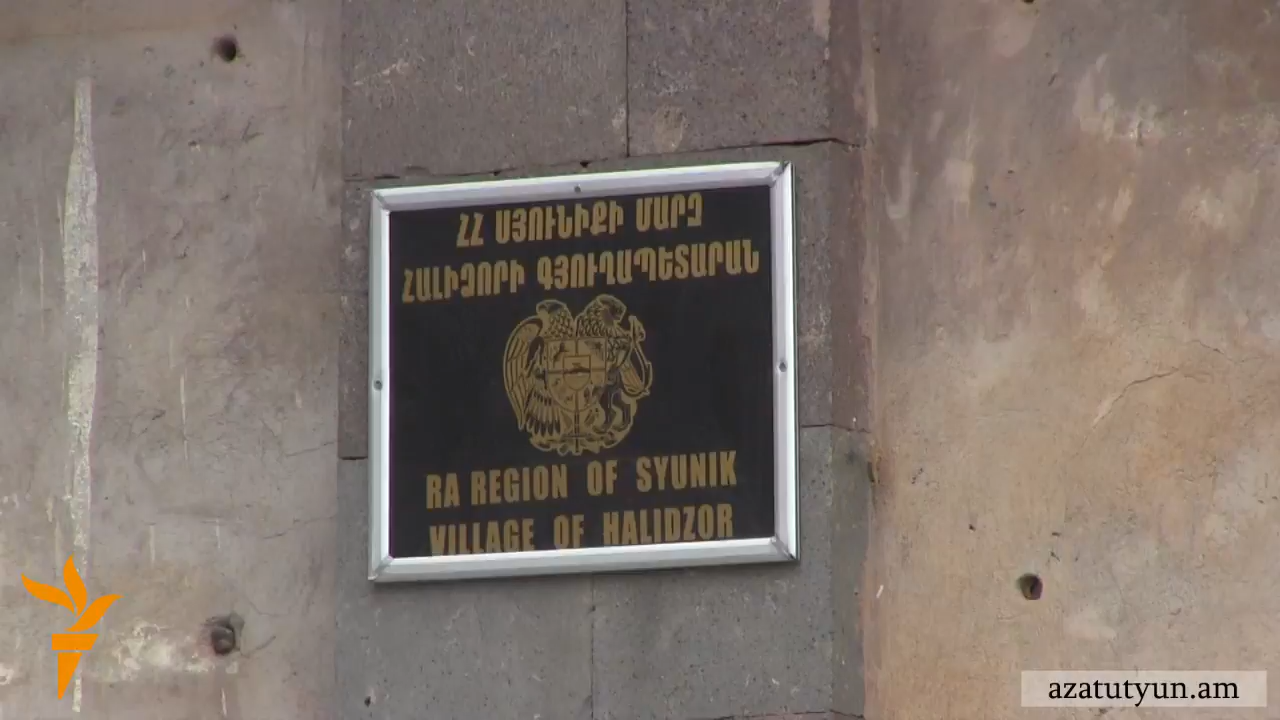 ՀՀ ՍՅՈՒՆԻՔԻ ՄԱՐԶ
ՀԱԼԻՁՈՐԻ ԳՅՈՒՂԱՊԵՏԱՐԱՆ
RA REGION OF SYUNIK
VILLAGE OF HALIDZOR
azatutyun.am